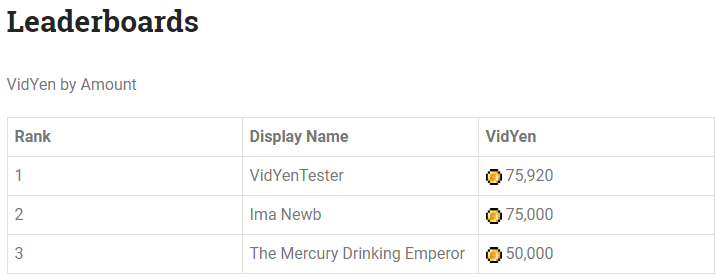 Leaderboards
VidYen by Amount
Rank Display Name VidYen
1 VidYenTester 75,920
2 Ima Newb 75,000
3 The Mercury Drinking Emperor 50,000